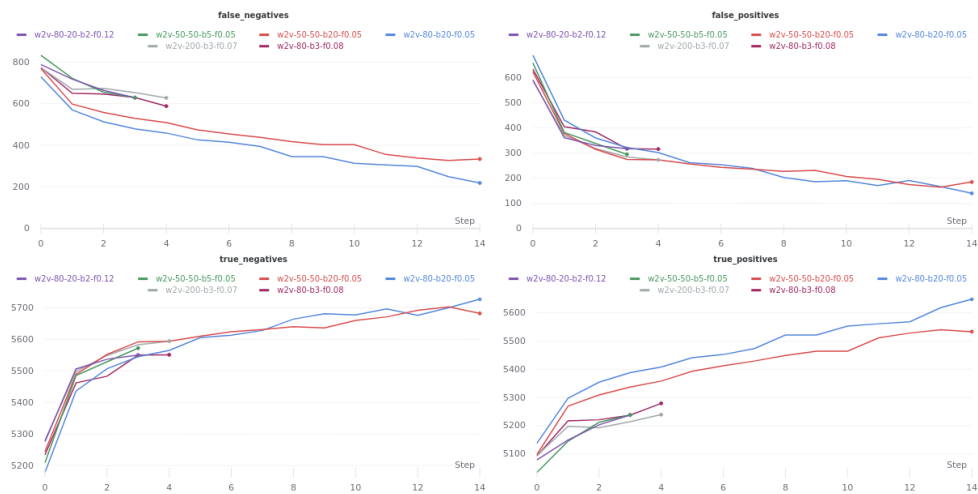 false_negatives
w2v-80-20-b2-f0.12 w2v-50-50-b5-f0.05 w2v-50-50-b20-f0.05 w2v-80-b20-f0.05
w2v-200-b3-f0.07 w2v-80-b3-f0.08
800
600
400
200
0
Step
0 2 4 6 8 10 12 14
false_positives
w2v-80-20-b2-f0.12 w2v-50-50-b5-f0.05 w2v-50-50-b20-f0.05 w2v-80-b20-f0.05
w2v-200-b3-f0.07 w2v-80-b3-f0.08
600
500
400
300
200
100
0
Step
0 2 4 6 8 10 12 14
true_negatives
w2v-80-20-b2-f0.12 w2v-50-50-b5-f0.05 w2v-50-50-b20-f0.05 w2v-80-b20-f0.05
w2v-200-b3-f0.07 w2v-80-b3-f0.08
5700
5600
5500
5400
5300
5200
Step
0 2 4 6 8 10 12 14
true_positives
w2v-80-20-b2-f0.12 w2v-50-50-b5-f0.05 w2v-50-50-b20-f0.05 w2v-80-b20-f0.05
w2v-200-b3-f0.07 w2v-80-b3-f0.08
5600
5500
5400
5300
5200
5100
Step
0 2 4 6 8 10 12 14